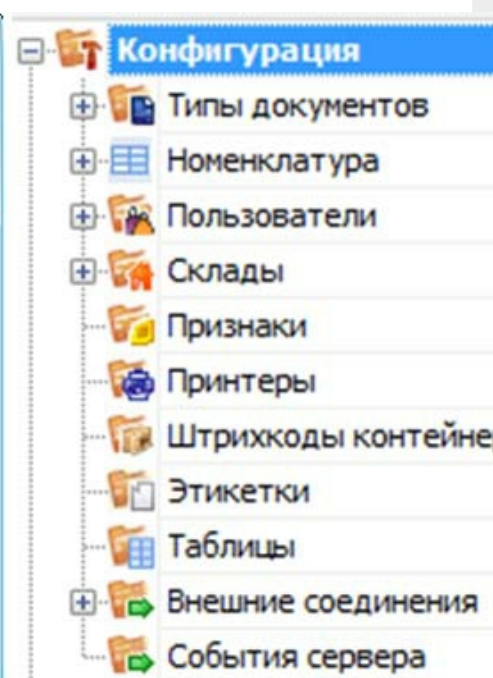 Конфигурация
Типы документов
Номенклатура
Пользователи
Склады
Признаки
Принтеры
Штрихкоды контейне
Этикетки
Таблицы
Внешние соединения
События сервера